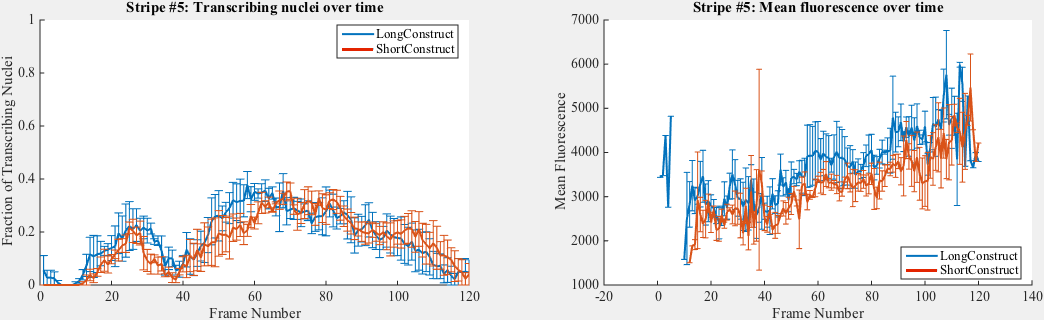 Stripe #5: Transcribing nuclei over time
Fraction of Transcribing Nuclei
1
0.8
0.6
0.4
0.2
0
0 20 40 60 80 100 120
Frame Number
LongConstruct
ShortConstruct
Stripe #5: Mean fluorescence over time
Mean Fluorescence
7000
6000
5000
4000
3000
2000
1000
-20 0 20 40 60 80 100 120 140
Frame Number
LongConstruct
ShortConstruct